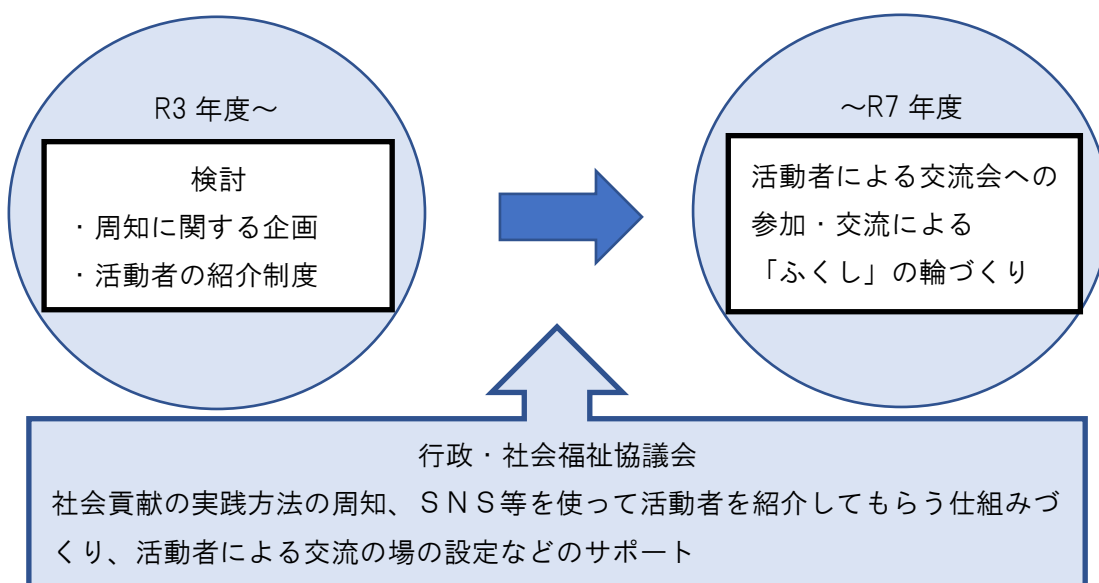 R3 年度~
検討
・周知に関する企画
・活動者の紹介制度
~R7 年度
活動者による交流会への
参加・交流による
「ふくし」の輪づくり
行政・社会福祉協議会
社会貢献の実践方法の周知、ＳＮＳ等を使って活動者を紹介してもらう仕組みづ
くり、活動者による交流の場の設定などのサポート